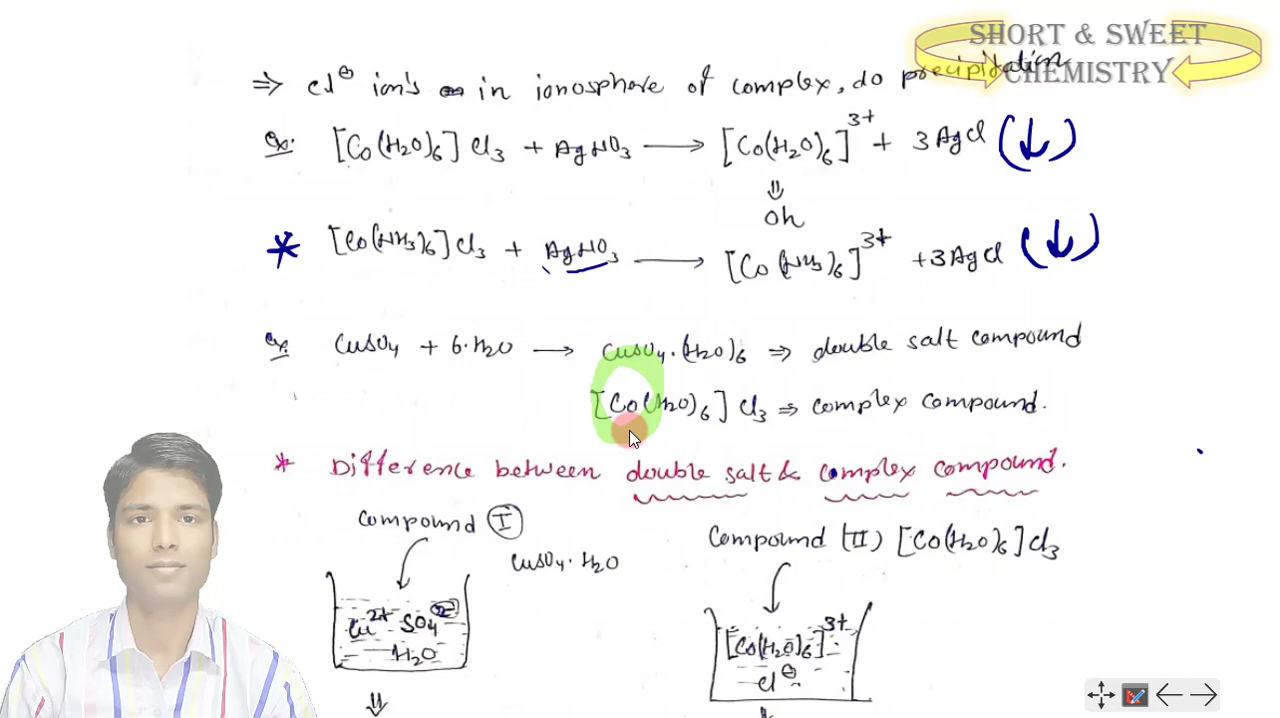 SHORT & SWEET
CHEMISTRY
⇒ Cl⊖ ion's in ionosphere of complex, do precipitation
Ex. [Co(H₂O)₆]Cl₃ + AgNO₃ ⟶ [Co(H₂O)₆]³⁺ + 3AgCl (↓)
⇓
Oh
* [Co(NH₃)₆]Cl₃ + AgNO₃ ⟶ [Co(NH₃)₆]³⁺ + 3AgCl (↓)
Ex. CuSO₄ + 6·H₂O ⟶ CuSO₄·(H₂O)₆ ⇒ double salt compound
[Co(H₂O)₆]Cl₃ ⇒ complex compound.
* Difference between double salt & complex compound.
Compound (I)
CuSO₄·H₂O
Compound (II) [Co(H₂O)₆]Cl₃
Cu²⁺ SO₄²⁻
H₂O
⇓
[Co(H₂O)₆]³⁺
Cl⊖